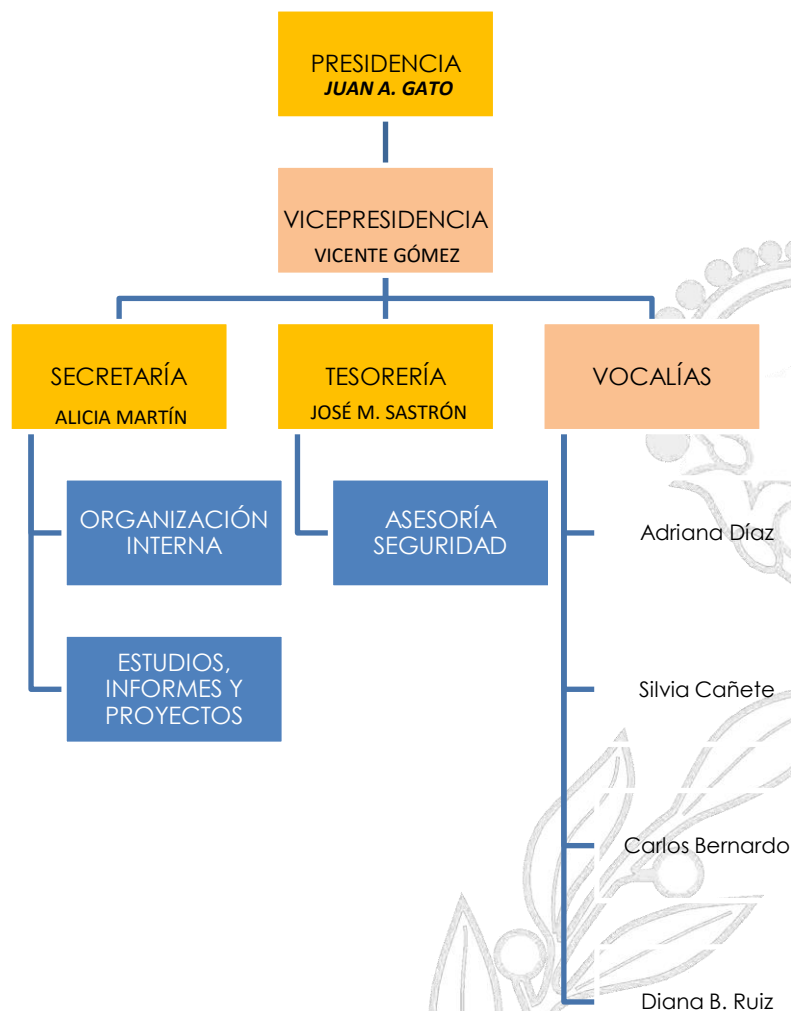 PRESIDENCIA
JUAN A. GATO
VICEPRESIDENCIA
VICENTE GÓMEZ
SECRETARÍA
ALICIA MARTÍN
TESORERÍA
JOSÉ M. SASTRÓN
VOCALÍAS
ORGANIZACIÓN
INTERNA
ASESORÍA
SEGURIDAD
Adriana Díaz
ESTUDIOS,
INFORMES Y
PROYECTOS
Silvia Cañete
Carlos Bernardo
Diana B. Ruiz